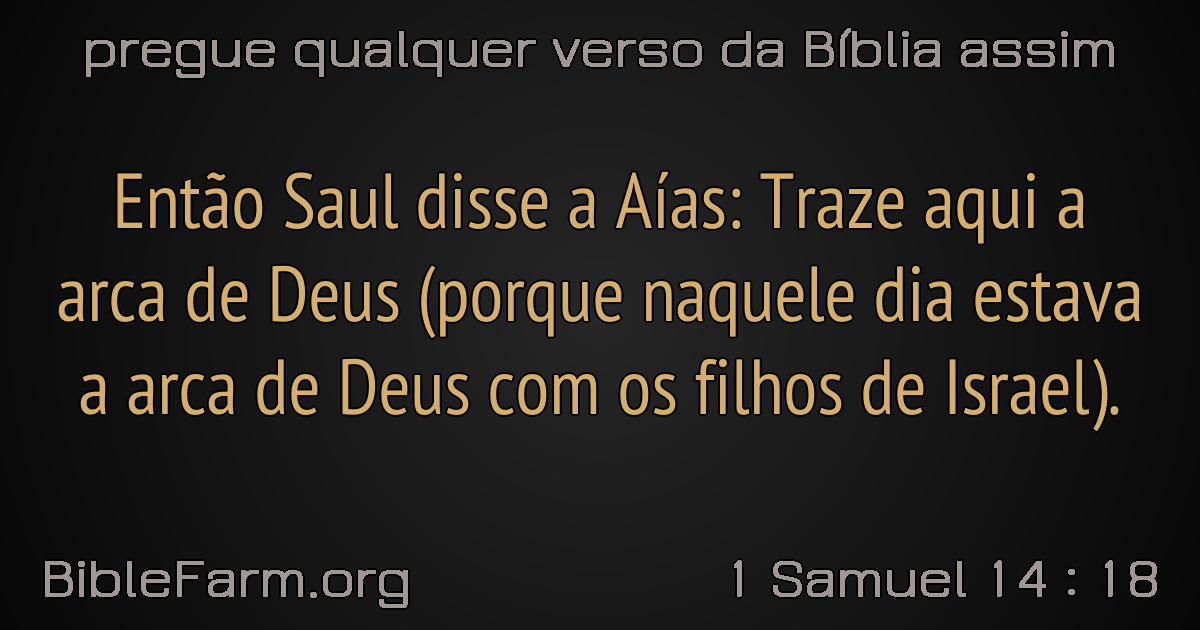 pregue qualquer verso da Bíblia assim
Então Saul disse a Aías: Traze aqui a
arca de Deus (porque naquele dia estava
a arca de Deus com os filhos de Israel).
BibleFarm.org
1 Samuel 14 : 18